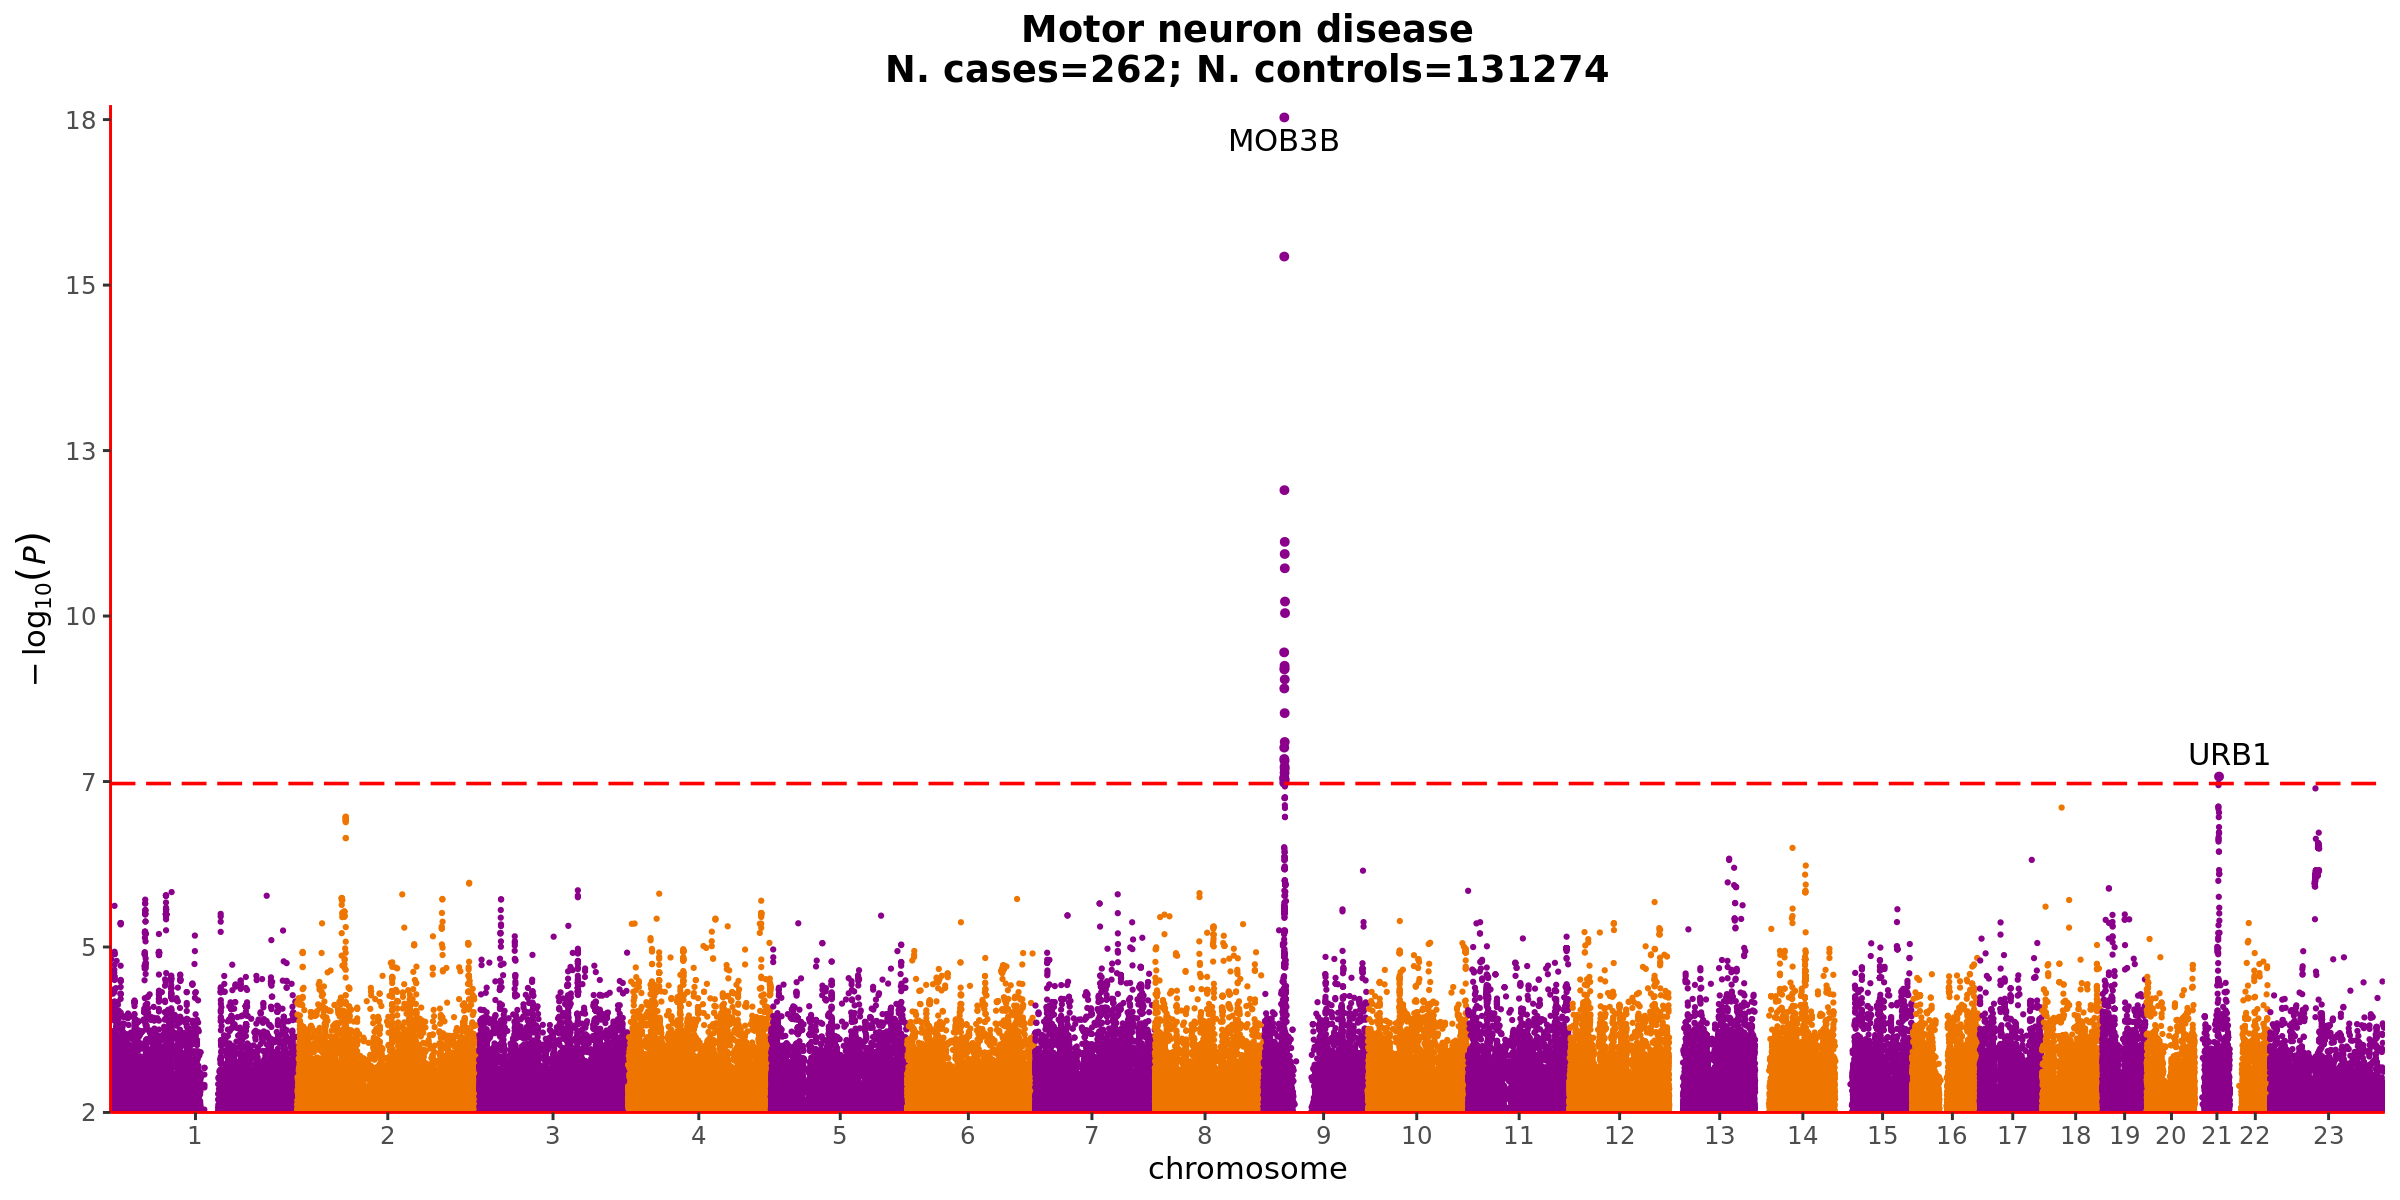 Motor neuron disease
N. cases=262; N. controls=131274
18
MOB3B
15
13
10
URB1
7
5
2
−log₁₀(P)
1 2 3 4 5 6 7 8 9 10 11 12 13 14 15 16 17 18 19 20 21 22 23
chromosome